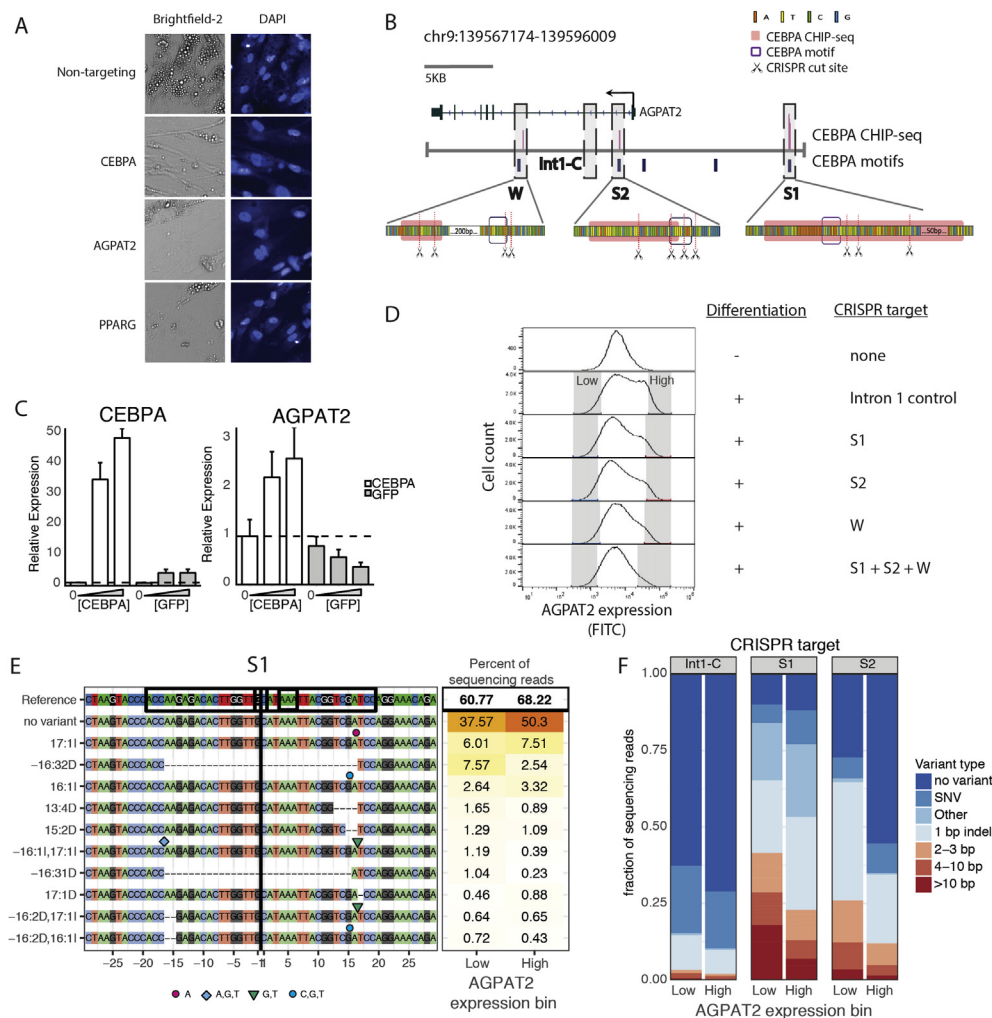 A
Brightfield-2 DAPI
Non-targeting
CEBPA
AGPAT2
PPARG
B
chr9:139567174-139596009
5KB
A T C G
CEBPA CHIP-seq
CEBPA motif
CRISPR cut site
AGPAT2
CEBPA CHIP-seq
CEBPA motifs
Int1-C
W S2 S1
...200bp...
...50bp...
C
CEBPA
Relative Expression
50
40
30
20
10
0
0 [CEBPA] 0 [GFP]
AGPAT2
Relative Expression
3
2
1
0
0 [CEBPA] 0 [GFP]
CEBPA
GFP
D
Differentiation CRISPR target
- none
+ Intron 1 control
+ S1
+ S2
+ W
+ S1 + S2 + W
Low High
Cell count
AGPAT2 expression
(FITC)
E
S1
Percent of
sequencing reads
Reference 60.77 68.22
no variant 37.57 50.3
17:1I 6.01 7.51
-16:32D 7.57 2.54
16:1I 2.64 3.32
13:4D 1.65 0.89
15:2D 1.29 1.09
-16:1I,17:1I 1.19 0.39
-16:31D 1.04 0.23
17:1D 0.46 0.88
-16:2D,17:1I 0.64 0.65
-16:2D,16:1I 0.72 0.43
-25 -20 -15 -10 -5 -1 1 5 10 15 20 25
Low High
AGPAT2
expression bin
A A,G,T G,T C,G,T
F
CRISPR target
Int1-C S1 S2
fraction of sequencing reads
1.00
0.75
0.50
0.25
0.00
Low High Low High Low High
AGPAT2 expression bin
Variant type
no variant
SNV
Other
1 bp indel
2-3 bp
4-10 bp
>10 bp